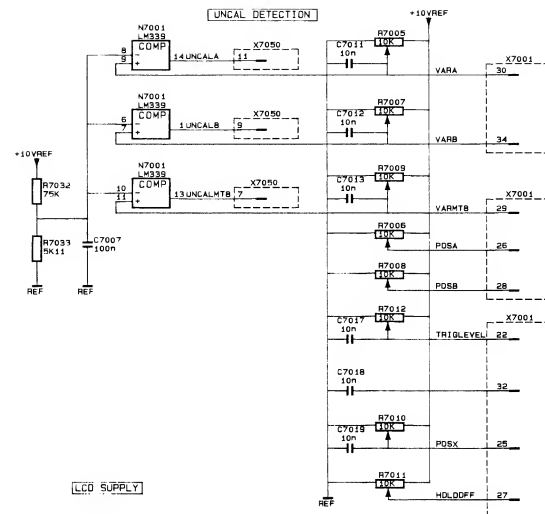 UNCAL DETECTION
+10VREF
N7001
LM339
COMP
8
9
-
+
14 UNCALA
X7050
11
R7005
10K
C7011
10n
VARA
X7001
30
N7001
LM339
COMP
6
7
-
+
1 UNCALB
X7050
9
R7007
10K
C7012
10n
VARB
34
+10VREF
R7032
75K
N7001
LM339
COMP
10
11
-
+
13 UNCALMTB
X7050
7
R7009
10K
C7013
10n
VARMTB
X7001
29
R7033
5K11
C7007
100n
REF
REF
R7006
10K
POSA
26
R7008
10K
POSB
28
R7012
10K
C7017
10n
TRIGLEVEL
X7001
22
C7018
10n
32
R7010
10K
C7019
10n
POSX
25
R7011
10K
HOLDOFF
27
REF
LCD SUPPLY